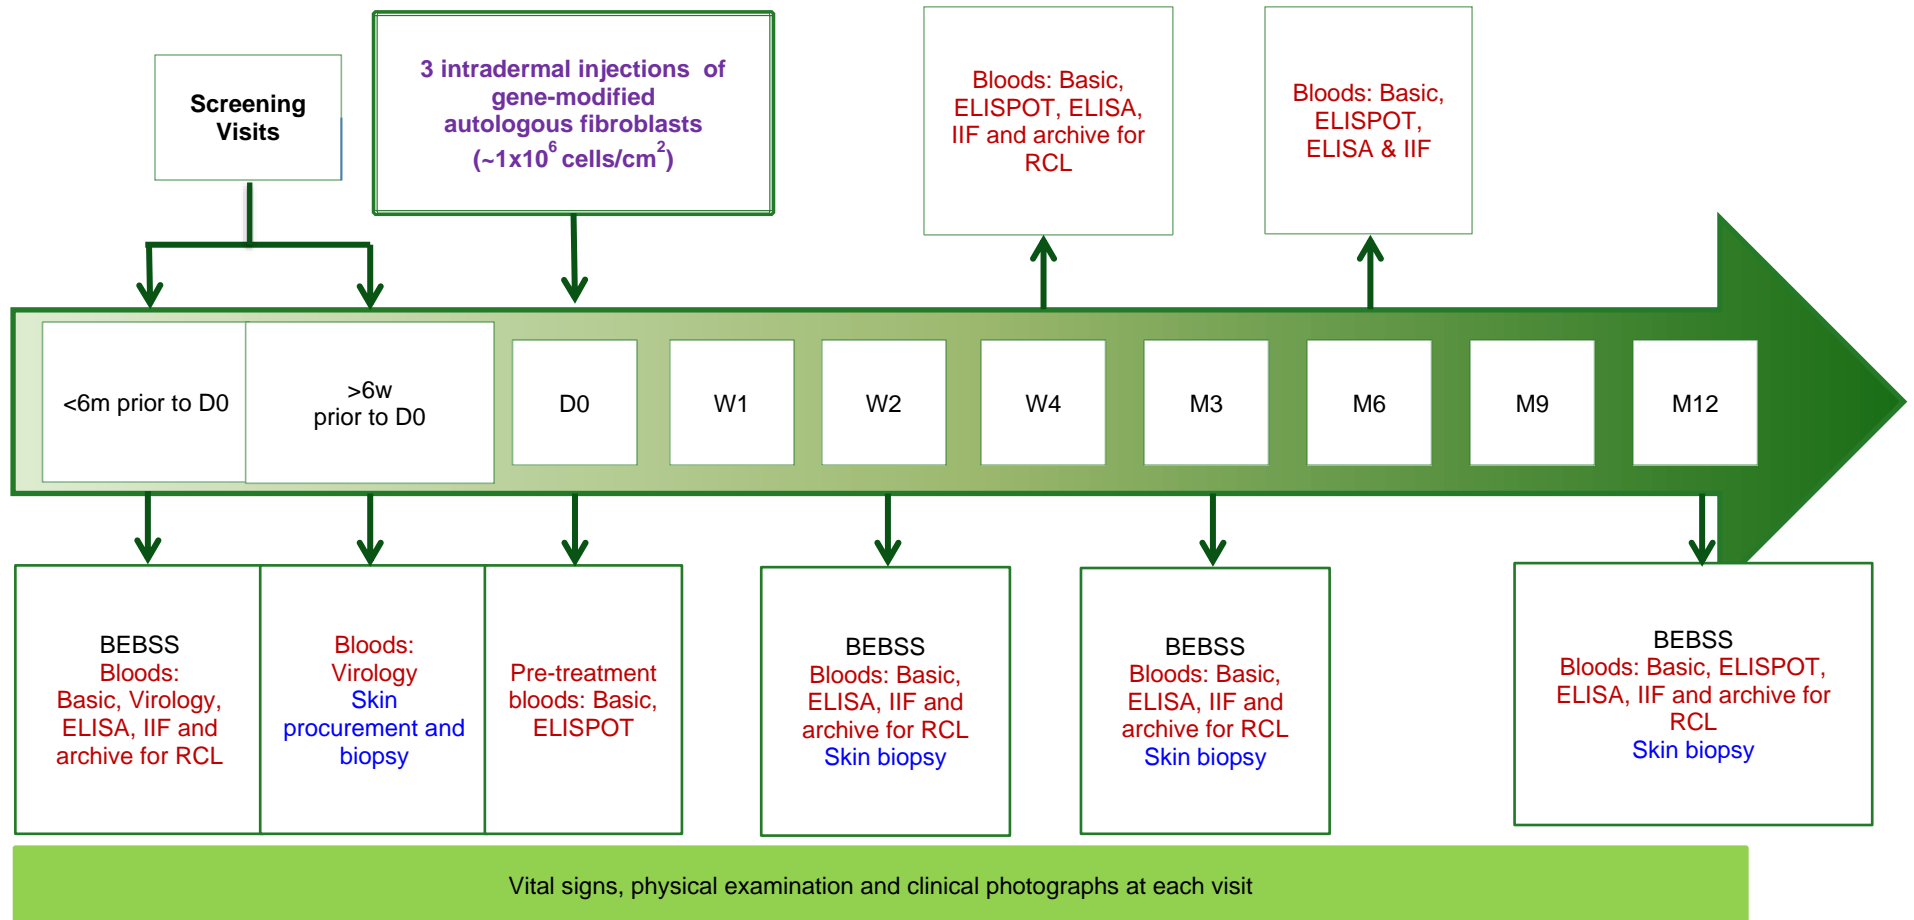 Screening
Visits
3 intradermal injections of
gene-modified
autologous fibroblasts
(~1x10⁶ cells/cm²)
Bloods: Basic,
ELISPOT, ELISA,
IIF and archive for
RCL
Bloods: Basic,
ELISPOT,
ELISA & IIF
<6m prior to D0
>6w
prior to D0
D0
W1
W2
W4
M3
M6
M9
M12
BEBSS
Bloods:
Basic, Virology,
ELISA, IIF and
archive for RCL
Bloods:
Virology
Skin
procurement and
biopsy
Pre-treatment
bloods: Basic,
ELISPOT
BEBSS
Bloods: Basic,
ELISA, IIF and
archive for RCL
Skin biopsy
BEBSS
Bloods: Basic,
ELISA, IIF and
archive for RCL
Skin biopsy
BEBSS
Bloods: Basic, ELISPOT,
ELISA, IIF and archive for
RCL
Skin biopsy
Vital signs, physical examination and clinical photographs at each visit